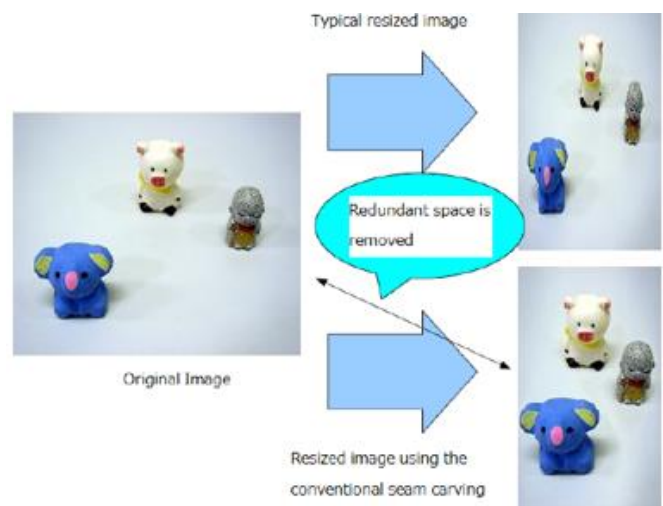 Typical resized image
Redundant space is
removed
Original Image
Resized image using the
conventional seam carving